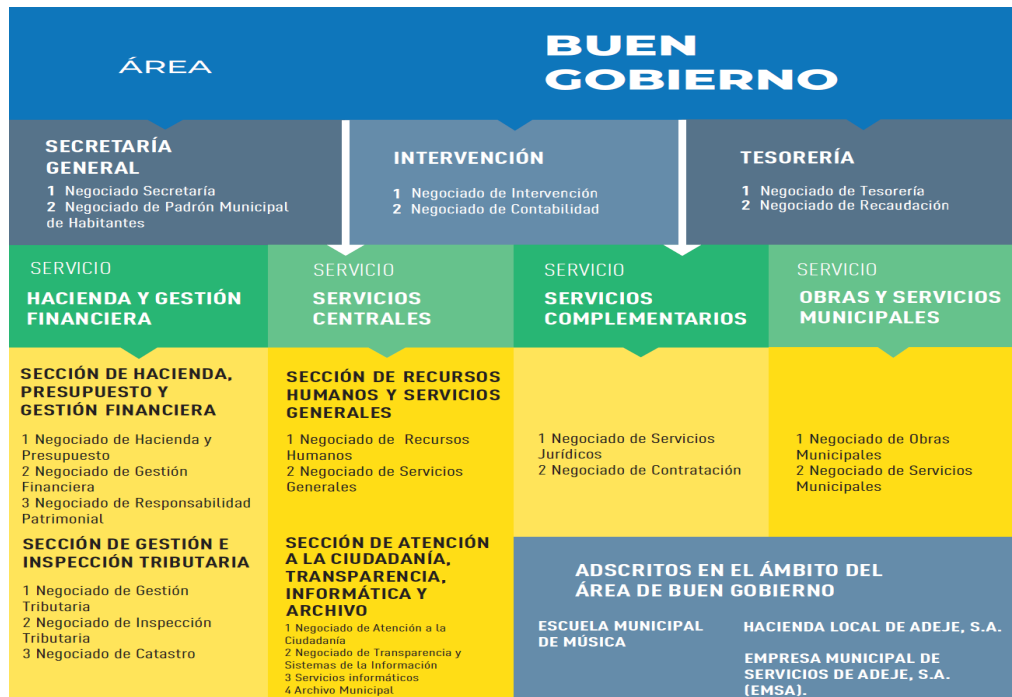 ÁREA
BUEN
GOBIERNO
SECRETARÍA
GENERAL
1 Negociado Secretaría
2 Negociado de Padrón Municipal
de Habitantes
INTERVENCIÓN
1 Negociado de Intervención
2 Negociado de Contabilidad
TESORERÍA
1 Negociado de Tesorería
2 Negociado de Recaudación
SERVICIO
HACIENDA Y GESTIÓN
FINANCIERA
SERVICIO
SERVICIOS
CENTRALES
SERVICIO
SERVICIOS
COMPLEMENTARIOS
SERVICIO
OBRAS Y SERVICIOS
MUNICIPALES
SECCIÓN DE HACIENDA,
PRESUPUESTO Y
GESTIÓN FINANCIERA
1 Negociado de Hacienda y
Presupuesto
2 Negociado de Gestión
Financiera
3 Negociado de Responsabilidad
Patrimonial
SECCIÓN DE GESTIÓN E
INSPECCIÓN TRIBUTARIA
1 Negociado de Gestión
Tributaria
2 Negociado de Inspección
Tributaria
3 Negociado de Catastro
SECCIÓN DE RECURSOS
HUMANOS Y SERVICIOS
GENERALES
1 Negociado de Recursos
Humanos
2 Negociado de Servicios
Generales
SECCIÓN DE ATENCIÓN
A LA CIUDADANÍA,
TRANSPARENCIA,
INFORMÁTICA Y
ARCHIVO
1 Negociado de Atención a la
Ciudadanía
2 Negociado de Transparencia y
Sistemas de la Información
3 Servicios informáticos
4 Archivo Municipal
1 Negociado de Servicios
Jurídicos
2 Negociado de Contratación
1 Negociado de Obras
Municipales
2 Negociado de Servicios
Municipales
ADSCRITOS EN EL ÁMBITO DEL
ÁREA DE BUEN GOBIERNO
ESCUELA MUNICIPAL
DE MÚSICA
HACIENDA LOCAL DE ADEJE, S.A.
EMPRESA MUNICIPAL DE
SERVICIOS DE ADEJE, S.A.
(EMSA).